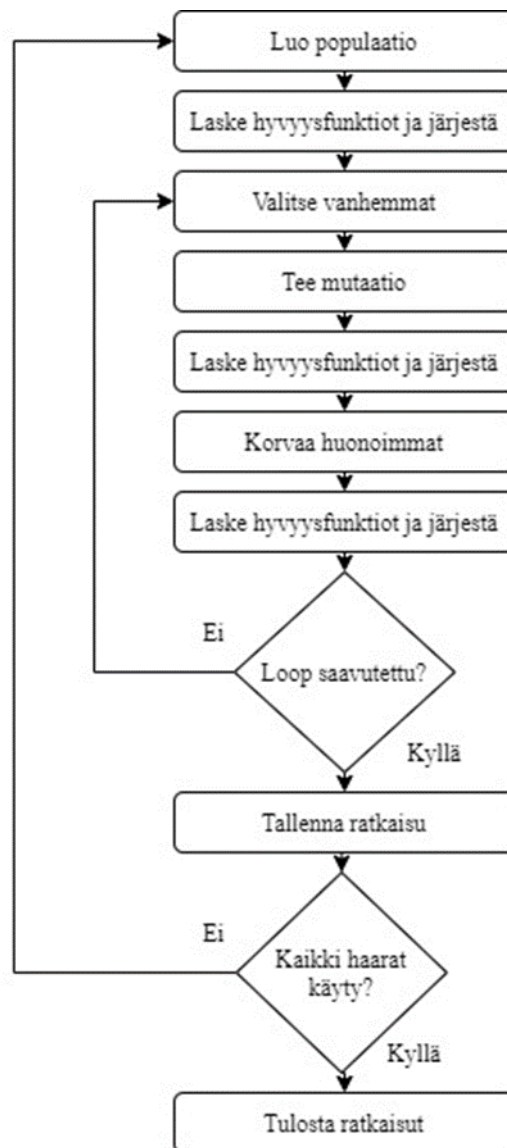 Luo populaatio
Laske hyvyysfunktiot ja järjestä
Valitse vanhemmat
Tee mutaatio
Laske hyvyysfunktiot ja järjestä
Korvaa huonoimmat
Laske hyvyysfunktiot ja järjestä
Ei
Loop saavutettu?
Kyllä
Tallenna ratkaisu
Ei
Kaikki haarat
käyty?
Kyllä
Tulosta ratkaisut